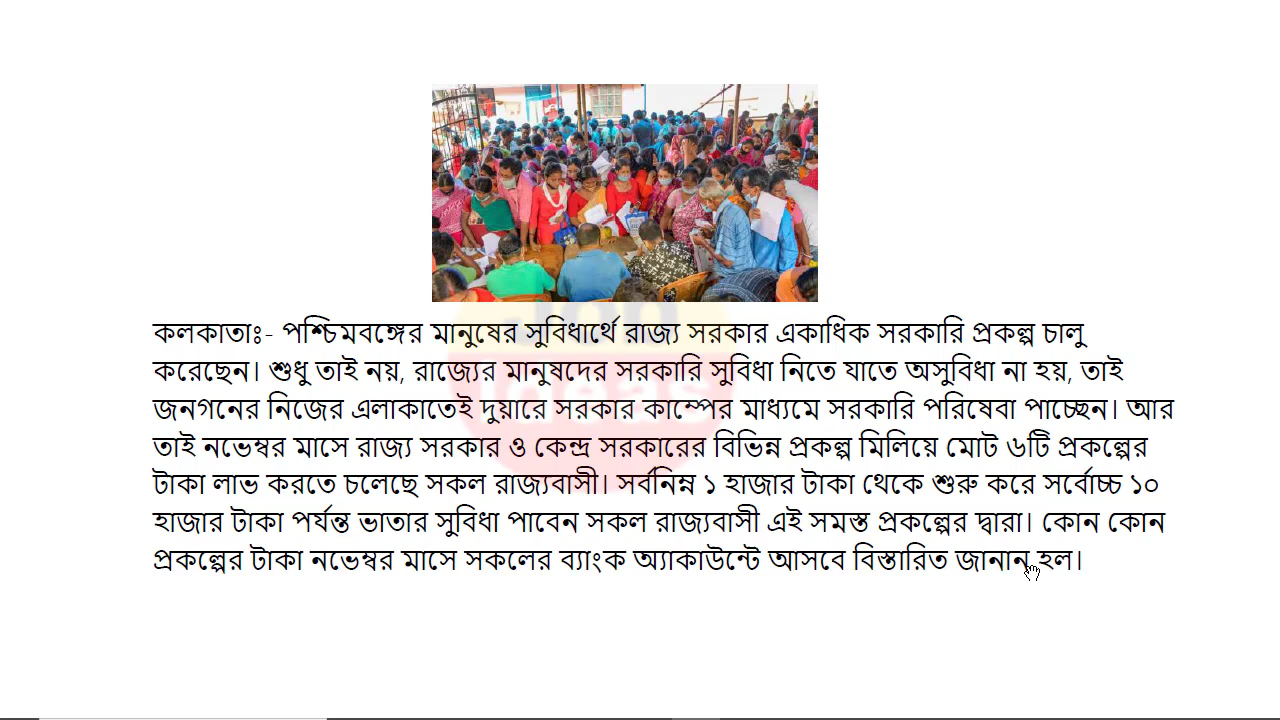 কলকাতাঃ- পশ্চিমবঙ্গের মানুষের সুবিধার্থে রাজ্য সরকার একাধিক সরকারি প্রকল্প চালু
করেছেন। শুধু তাই নয়, রাজ্যের মানুষদের সরকারি সুবিধা নিতে যাতে অসুবিধা না হয়, তাই
জনগনের নিজের এলাকাতেই দুয়ারে সরকার কাম্পের মাধ্যমে সরকারি পরিষেবা পাচ্ছেন। আর
তাই নভেম্বর মাসে রাজ্য সরকার ও কেন্দ্র সরকারের বিভিন্ন প্রকল্প মিলিয়ে মোট ৬টি প্রকল্পের
টাকা লাভ করতে চলেছে সকল রাজ্যবাসী। সর্বনিম্ন ১ হাজার টাকা থেকে শুরু করে সর্বোচ্চ ১০
হাজার টাকা পর্যন্ত ভাতার সুবিধা পাবেন সকল রাজ্যবাসী এই সমস্ত প্রকল্পের দ্বারা। কোন কোন
প্রকল্পের টাকা নভেম্বর মাসে সকলের ব্যাংক অ্যাকাউন্টে আসবে বিস্তারিত জানান হল।
Job
Ideas